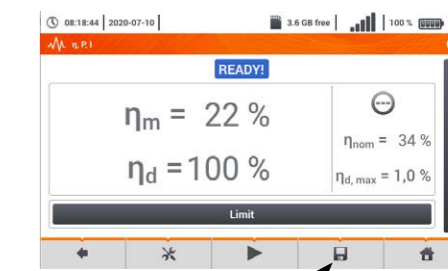 08:18:44 2020-07-10 3.6 GB free 100 %
η, P, I
READY!
ηm = 22 %
ηd =100 %
---
ηnom = 34 %
ηd, max = 1,0 %
Limit